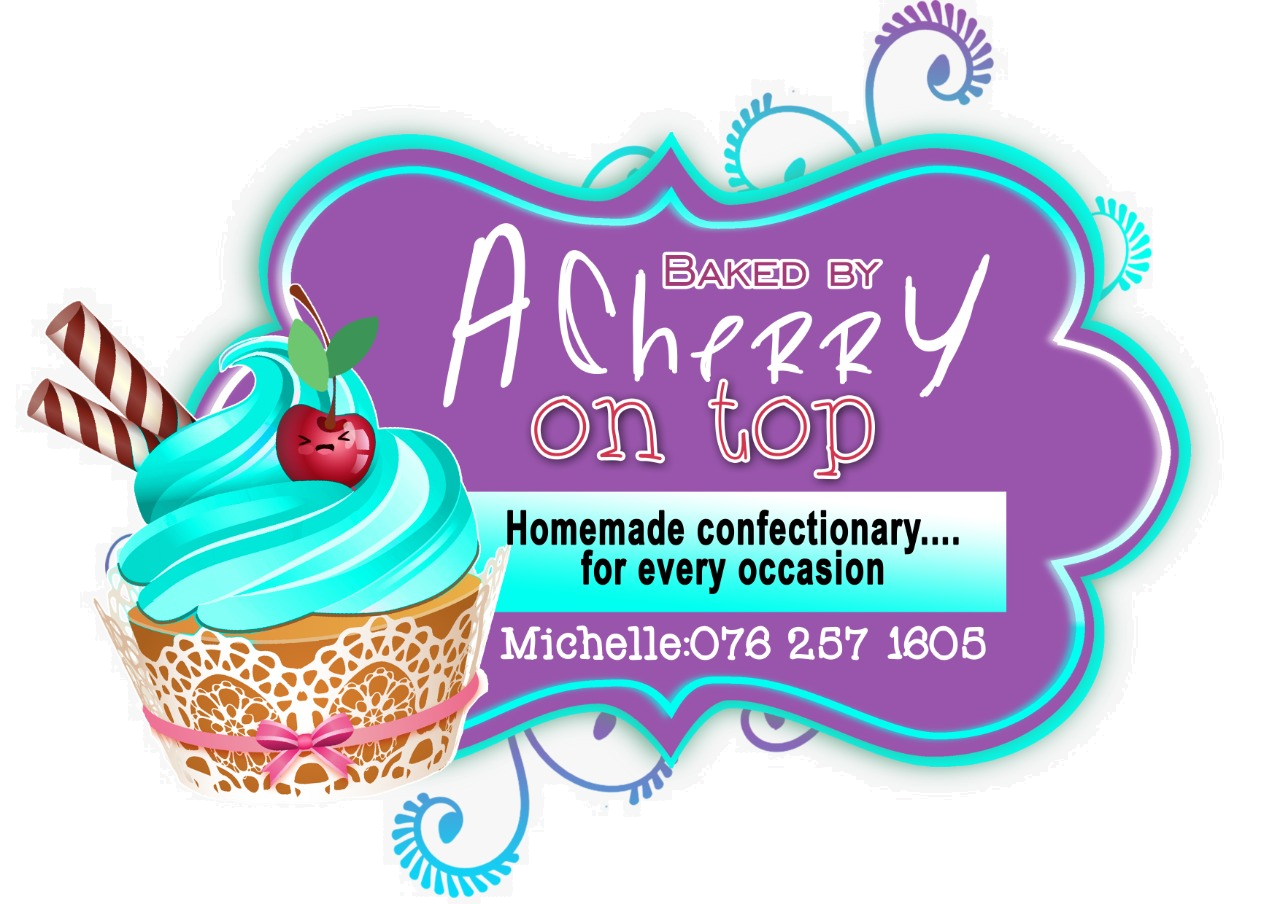 Baked by
A Cherry
on top
Homemade confectionary....
for every occasion
Michelle:076 257 1605